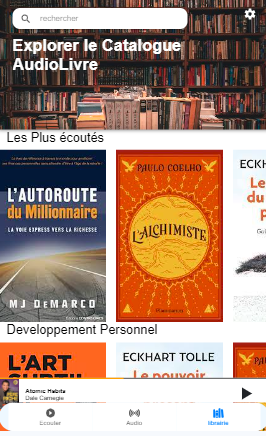 rechercher
Explorer le Catalogue
AudioLivre
Les Plus écoutés
L'AUTOROUTE
du Millionnaire
LA VOIE EXPRESS VERS LA RICHESSE
MJ DEMARCO
PAULO COELHO
L'ALCHIMISTE
Flammarion
ECKH
Le
du
p
Developpement Personnel
L'ART
SUBTIL
ECKHART TOLLE
Le pouvoir
Atomic Habits
Dale Carnegie
Ecouter
Audio
librairie